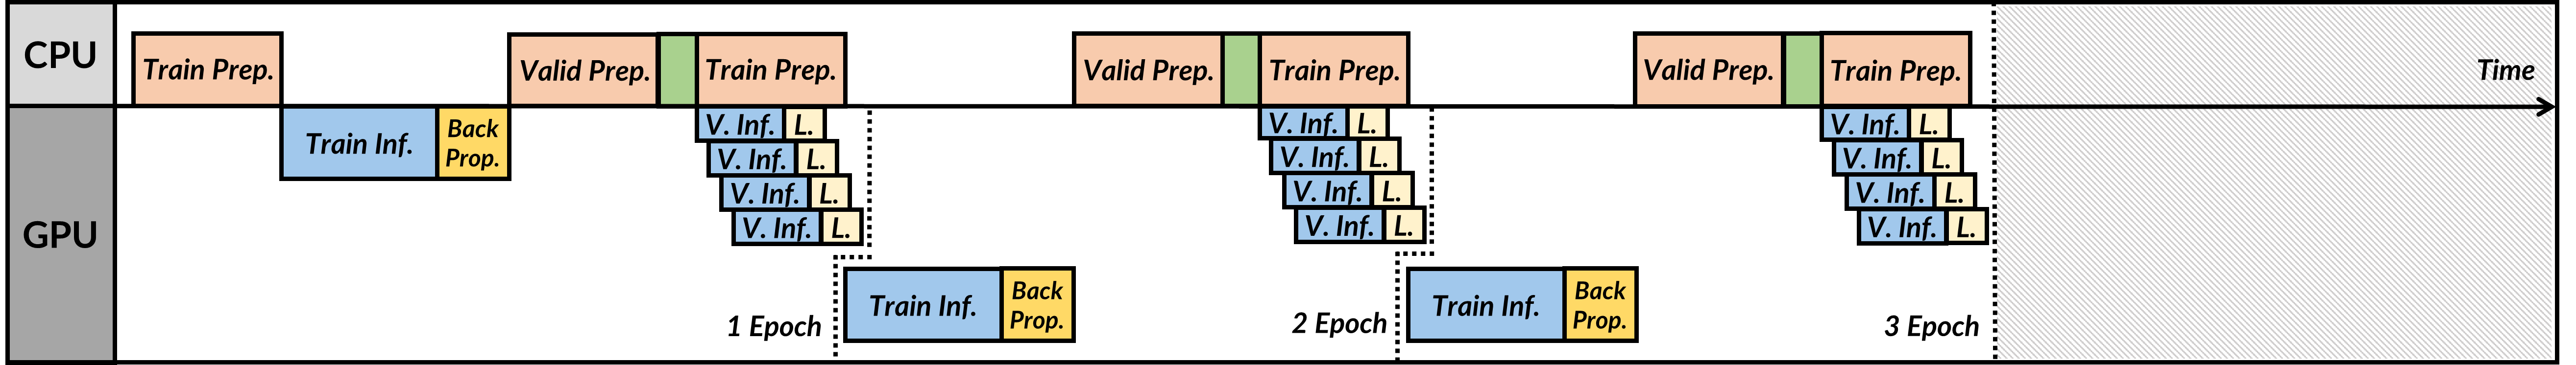 CPU
Train Prep.
Valid Prep.
Train Prep.
Valid Prep.
Train Prep.
Valid Prep.
Train Prep.
Time
GPU
Train Inf.
Back
Prop.
V. Inf. L.
V. Inf. L.
V. Inf. L.
V. Inf. L.
1 Epoch
Train Inf.
Back
Prop.
V. Inf. L.
V. Inf. L.
V. Inf. L.
V. Inf. L.
2 Epoch
Train Inf.
Back
Prop.
V. Inf. L.
V. Inf. L.
V. Inf. L.
V. Inf. L.
3 Epoch